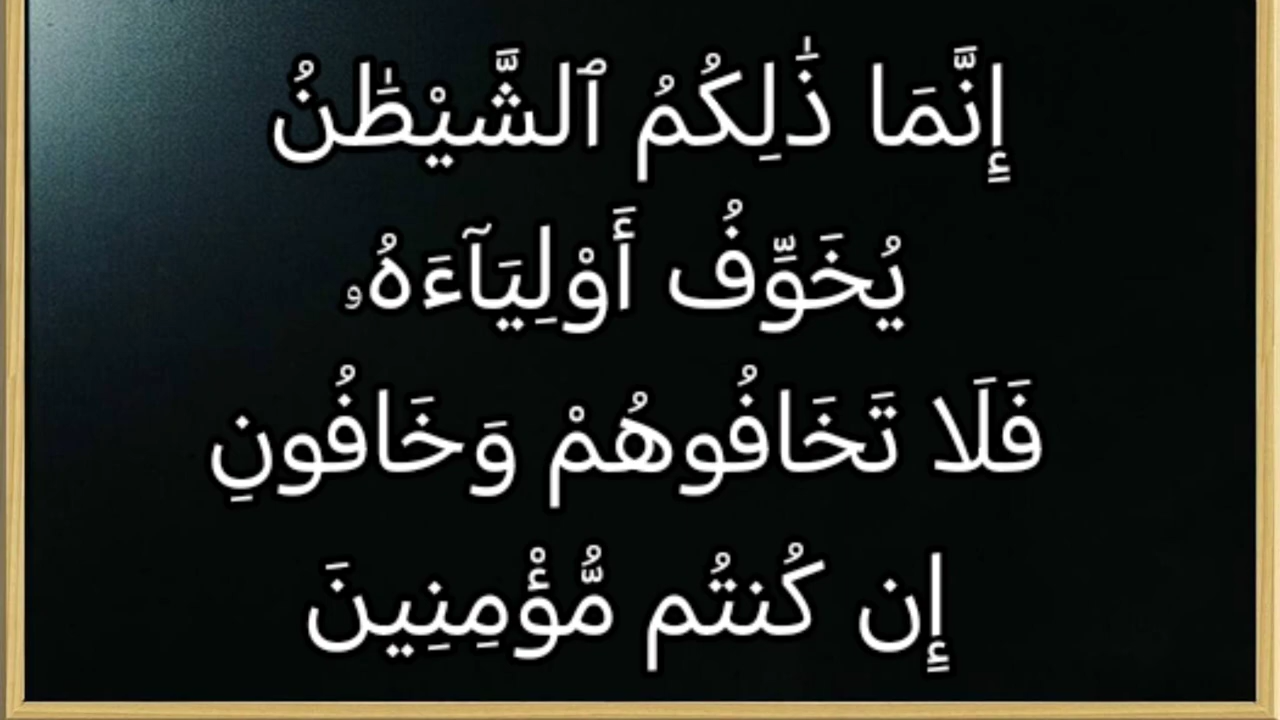 إِنَّمَا ذَٰلِكُمُ ٱلشَّيْطَٰنُ
يُخَوِّفُ أَوْلِيَآءَهُۥ
فَلَا تَخَافُوهُمْ وَخَافُونِ
إِن كُنتُم مُّؤْمِنِينَ